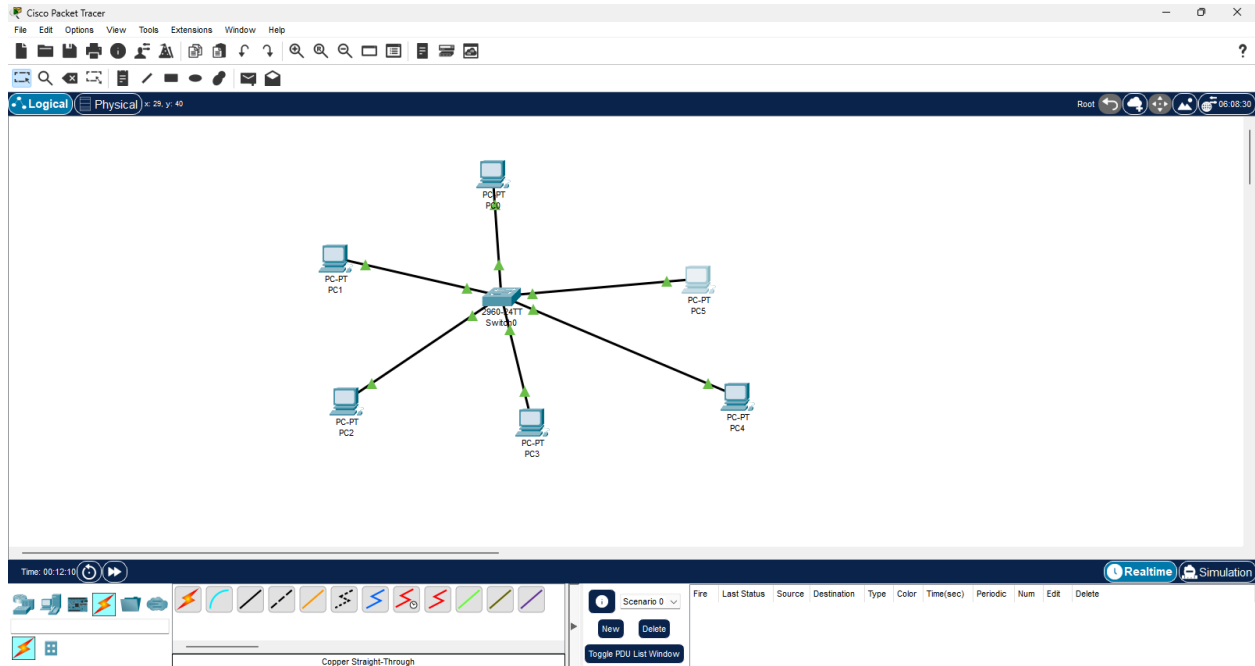 Cisco Packet Tracer
File Edit Options View Tools Extensions Window Help
?
Logical Physical x: 29, y: 40 Root 06:08:30
PC-PT
PC0
PC-PT
PC1
PC-PT
PC5
2960-24TT
Switch0
PC-PT
PC2
PC-PT
PC4
PC-PT
PC3
Time: 00:12:10 Realtime Simulation
Scenario 0 Fire Last Status Source Destination Type Color Time(sec) Periodic Num Edit Delete
New Delete
Toggle PDU List Window
Copper Straight-Through